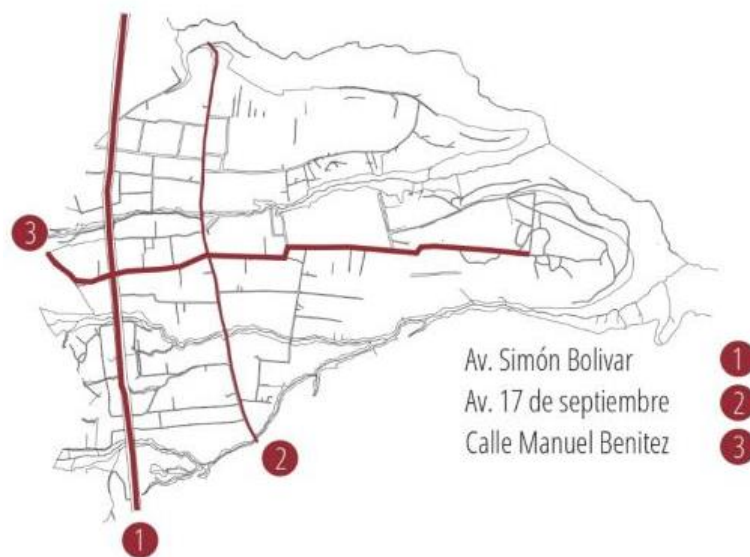 3
Av. Simón Bolivar 1
Av. 17 de septiembre 2
Calle Manuel Benitez 3
2
1